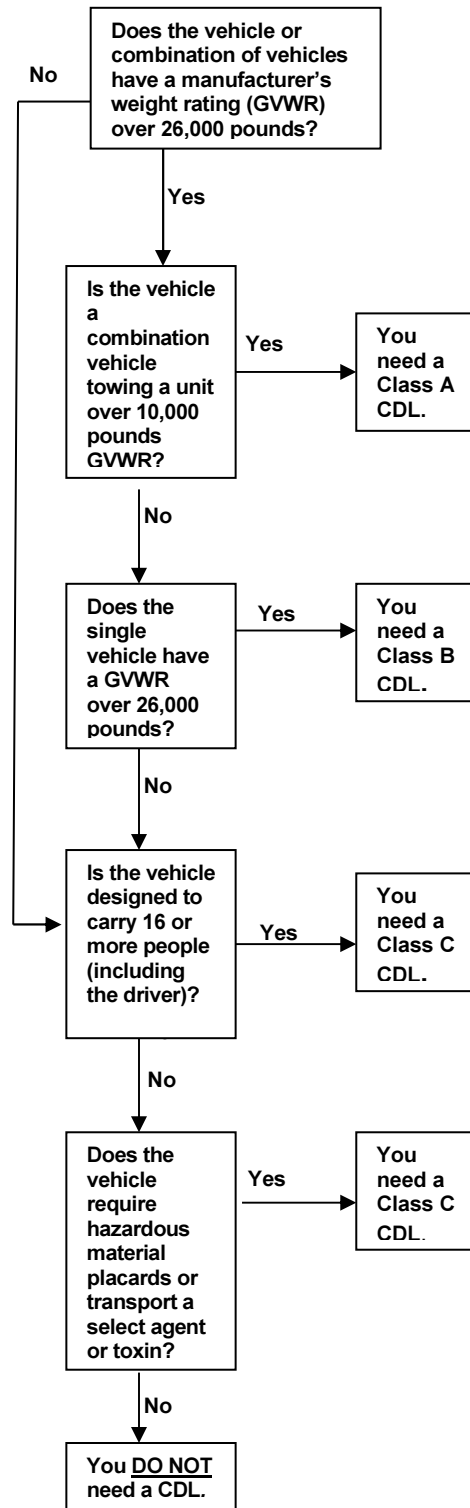 Does the vehicle or
combination of vehicles
have a manufacturer's
weight rating (GVWR)
over 26,000 pounds?
No
Yes
Is the vehicle
a
combination
vehicle
towing a unit
over 10,000
pounds
GVWR?
Yes
You
need a
Class A
CDL.
No
Does the
single
vehicle have
a GVWR
over 26,000
pounds?
Yes
You
need a
Class B
CDL.
No
Is the vehicle
designed to
carry 16 or
more people
(including
the driver)?
Yes
You
need a
Class C
CDL.
No
Does the
vehicle
require
hazardous
material
placards or
transport a
select agent
or toxin?
Yes
You
need a
Class C
CDL.
No
You DO NOT
need a CDL.